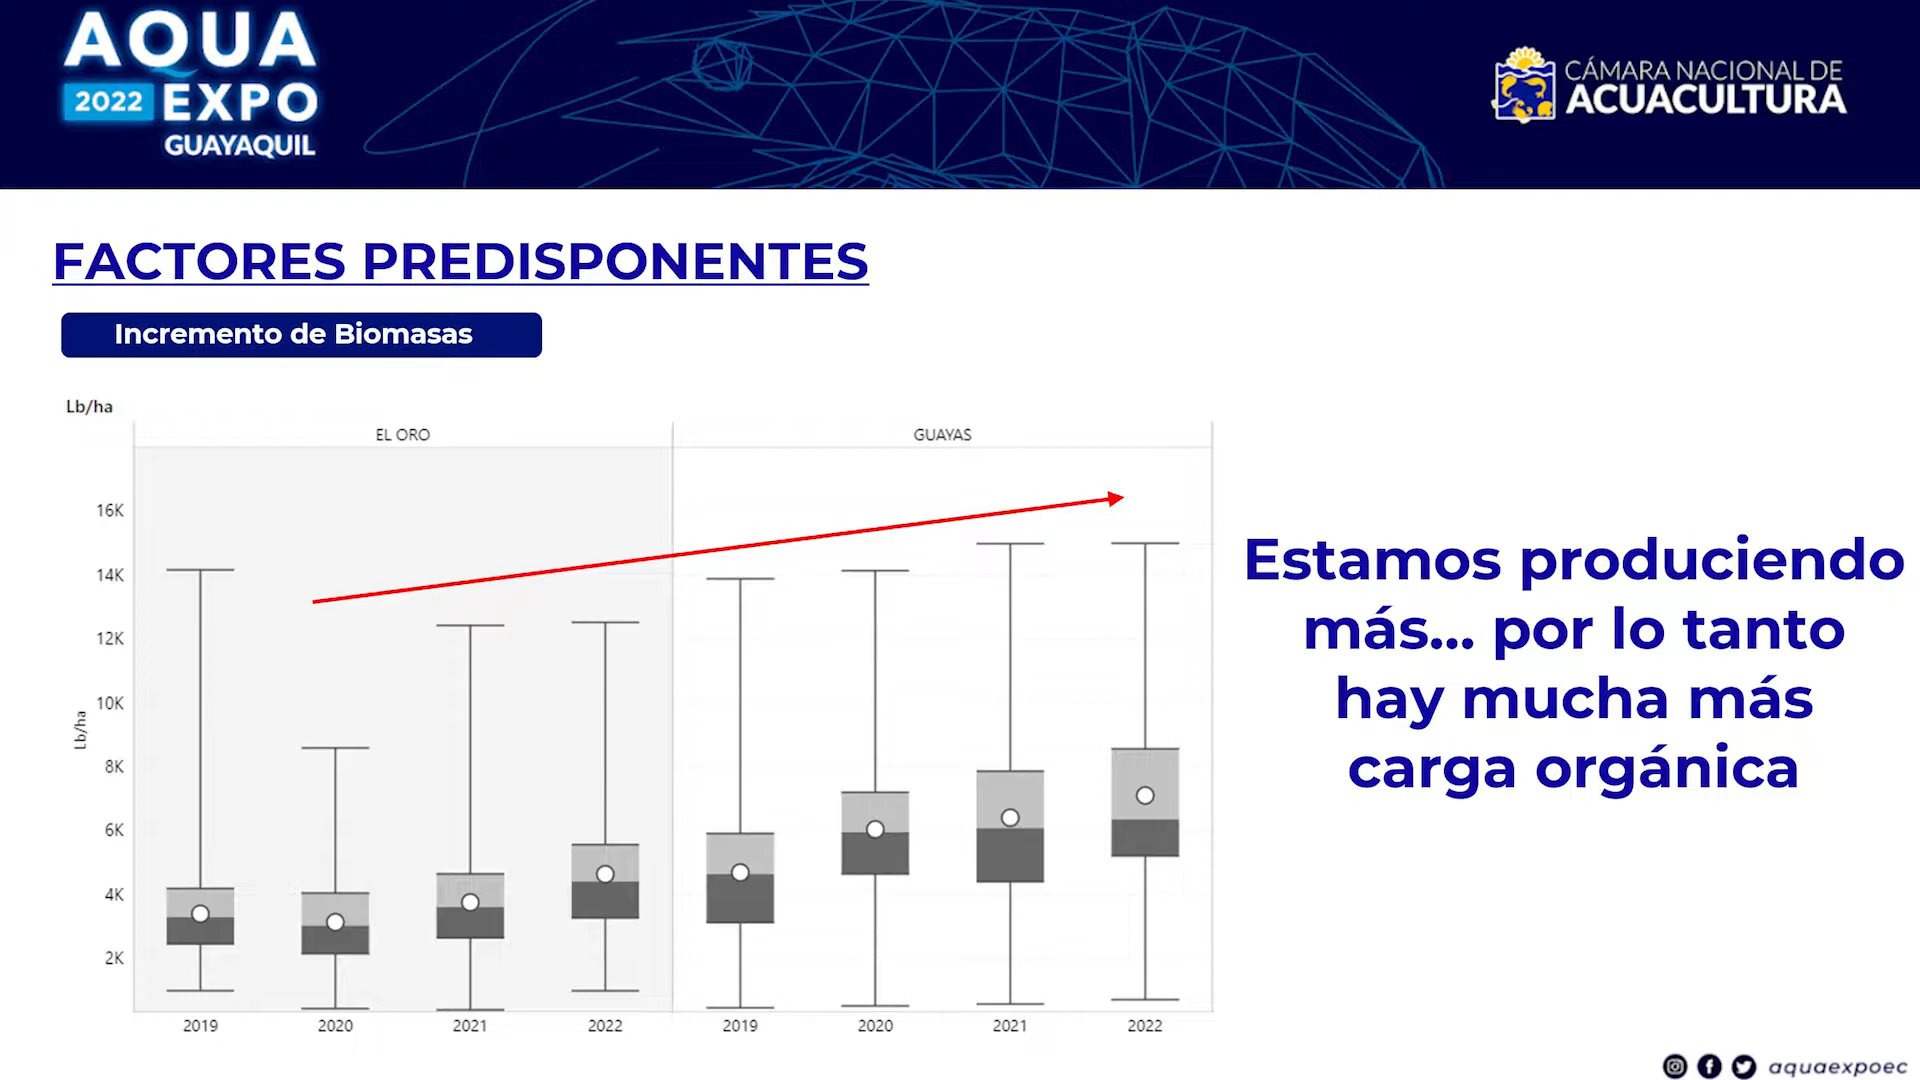 AQUA
2022 EXPO
GUAYAQUIL
CÁMARA NACIONAL DE
ACUACULTURA
FACTORES PREDISPONENTES
Incremento de Biomasas
Lb/ha
EL ORO GUAYAS
16K
14K
12K
10K
8K
6K
4K
2K
Lb/ha
2019 2020 2021 2022 2019 2020 2021 2022
Estamos produciendo
más... por lo tanto
hay mucha más
carga orgánica
aquaexpoec